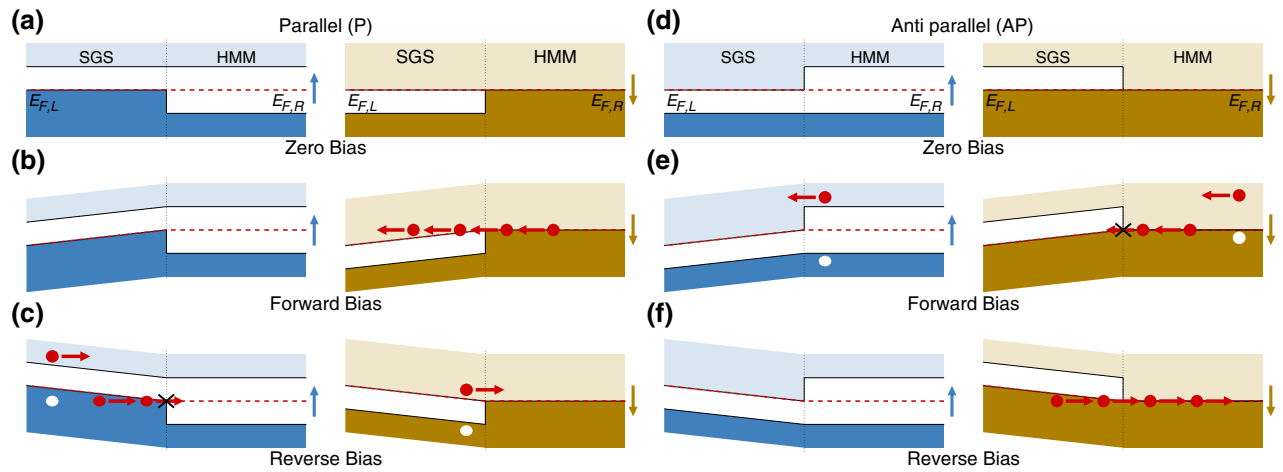 (a) Parallel (P)
SGS HMM SGS HMM
E_{F,L} E_{F,R} E_{F,L} E_{F,R}
Zero Bias
(b)
Forward Bias
(c)
Reverse Bias
(d) Anti parallel (AP)
SGS HMM SGS HMM
E_{F,L} E_{F,R} E_{F,L} E_{F,R}
Zero Bias
(e)
Forward Bias
(f)
Reverse Bias